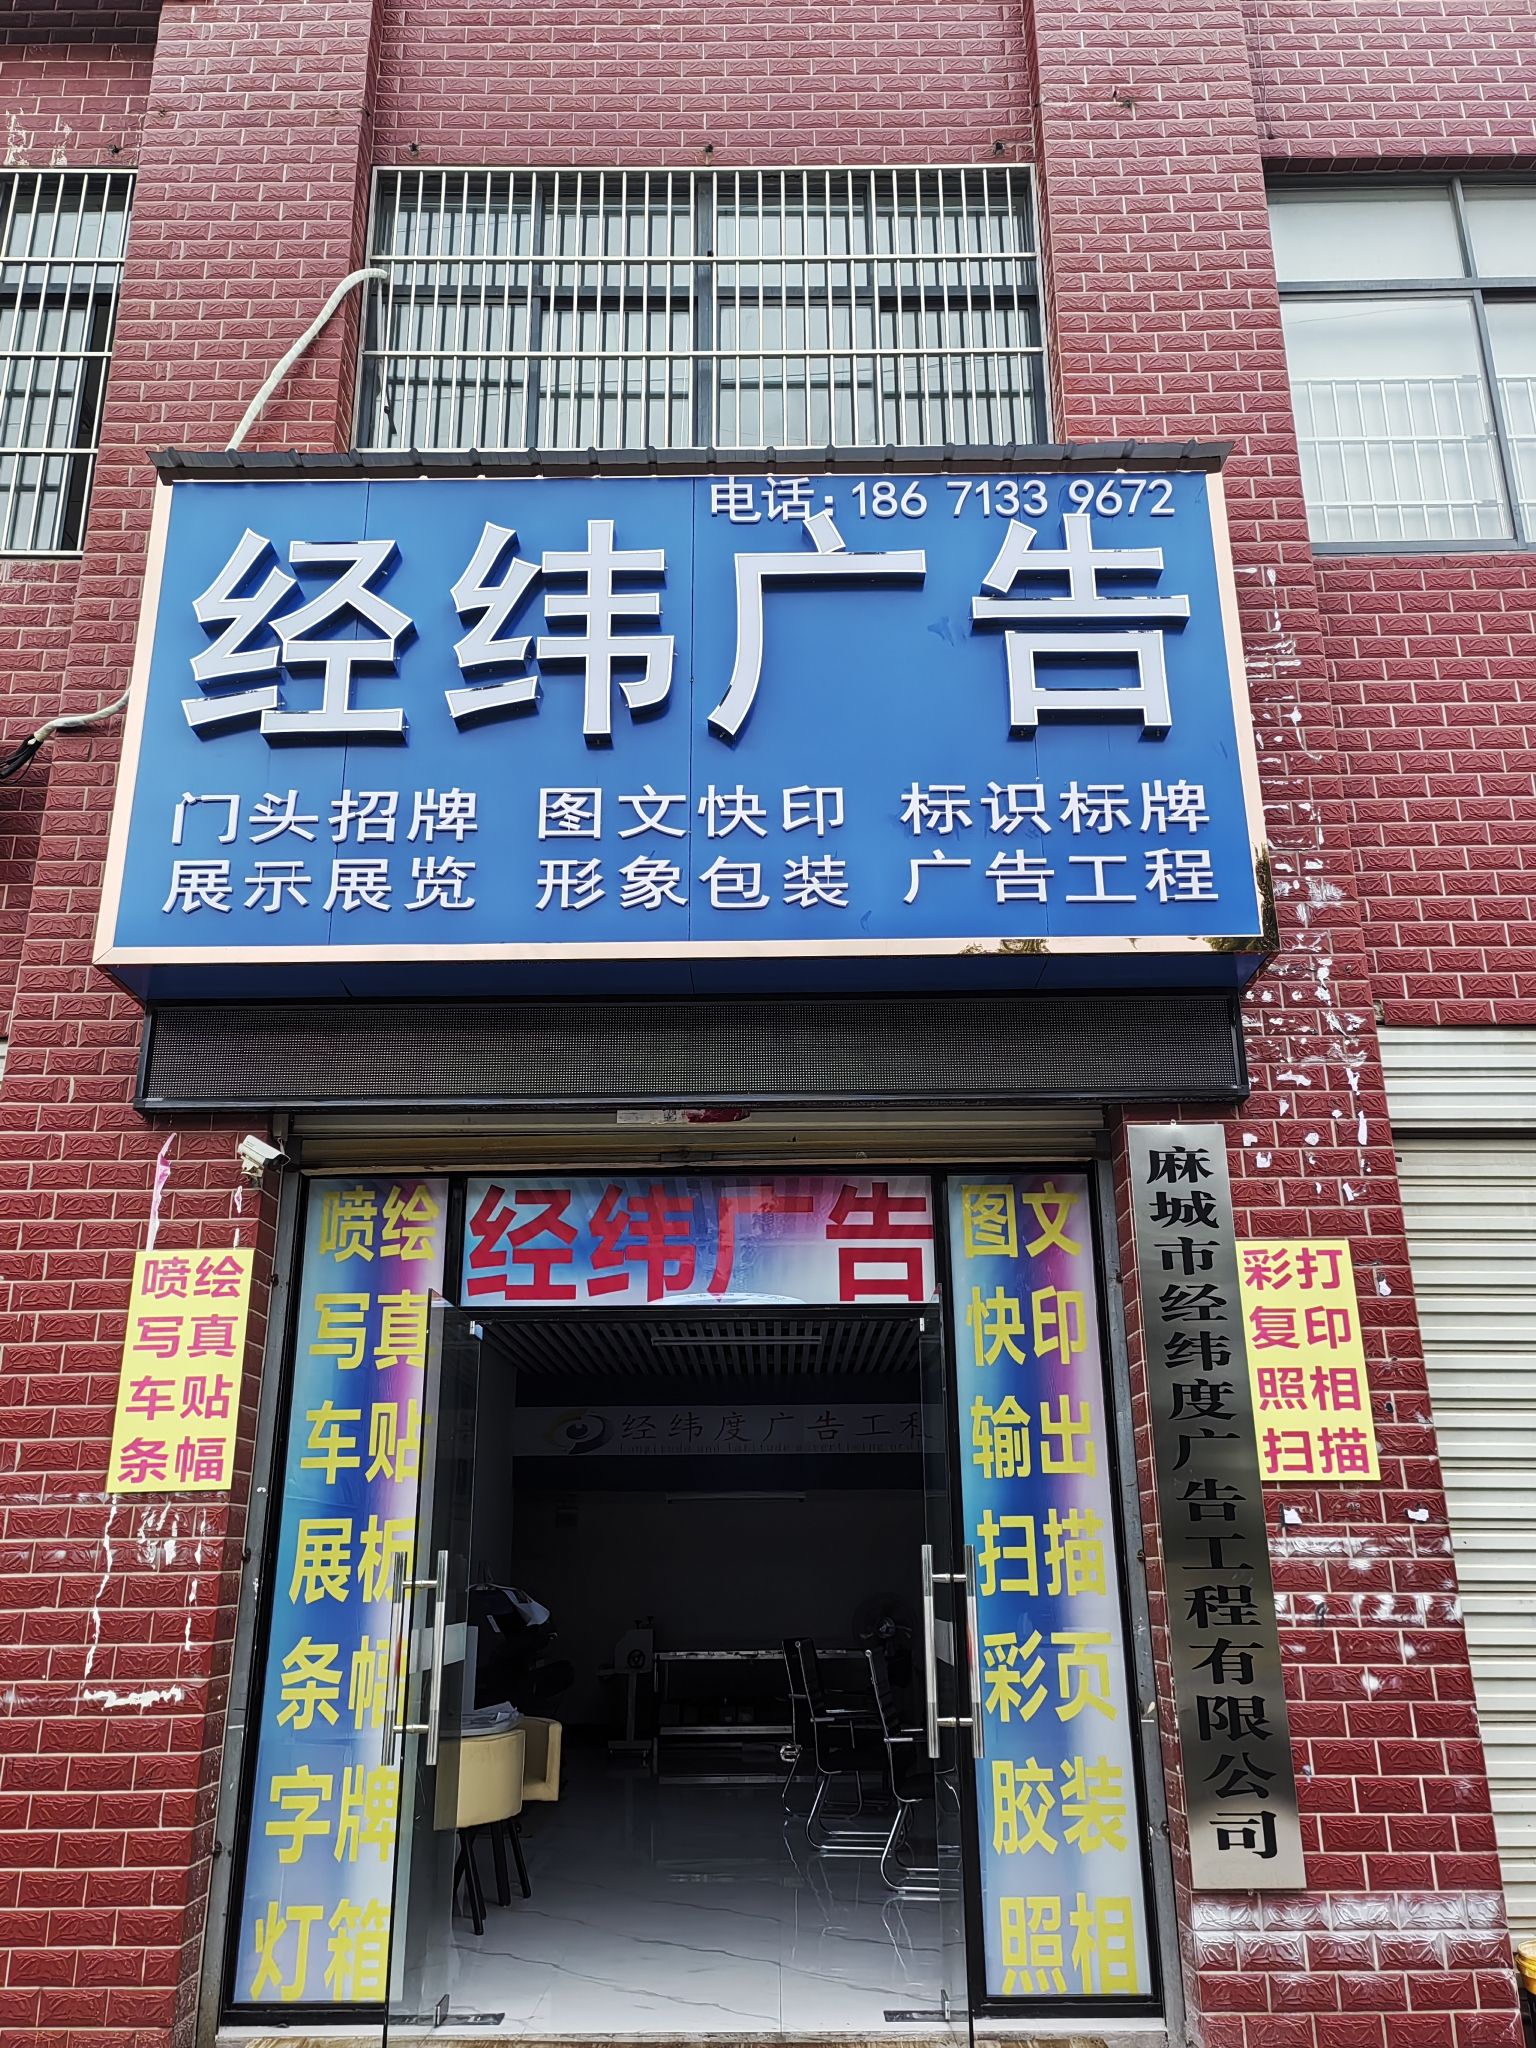 电话: 186 7133 9672
经纬广告
门头招牌 图文快印 标识标牌
展示展览 形象包装 广告工程
经纬广告
喷绘
写真
车贴
展板
条幅
字牌
灯箱
图文
快印
输出
扫描
彩页
胶装
照相
喷绘
写真
车贴
条幅
彩打
复印
照相
扫描
麻城市经纬度广告工程有限公司
经纬度广告工程
Longitude and Latitude